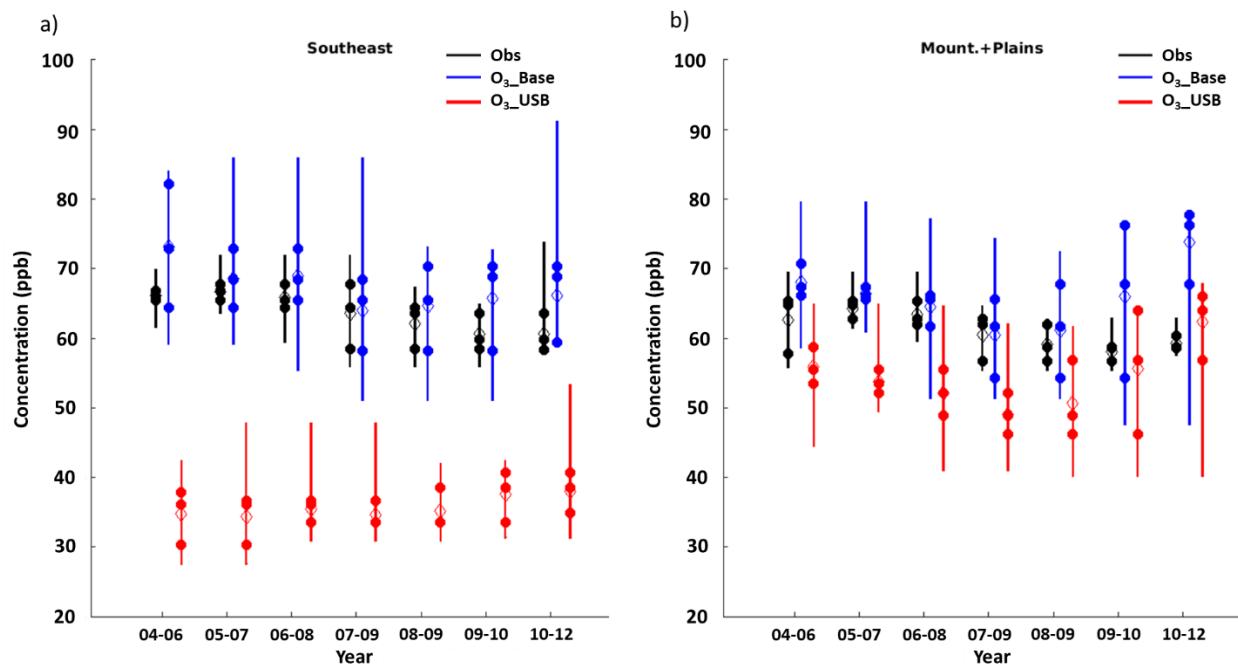 a)
Southeast
Obs
O₃_Base
O₃_USB
Concentration (ppb)
100
90
80
70
60
50
40
30
20
04-06 05-07 06-08 07-09 08-09 09-10 10-12
Year
b)
Mount.+Plains
Obs
O₃_Base
O₃_USB
Concentration (ppb)
100
90
80
70
60
50
40
30
20
04-06 05-07 06-08 07-09 08-09 09-10 10-12
Year